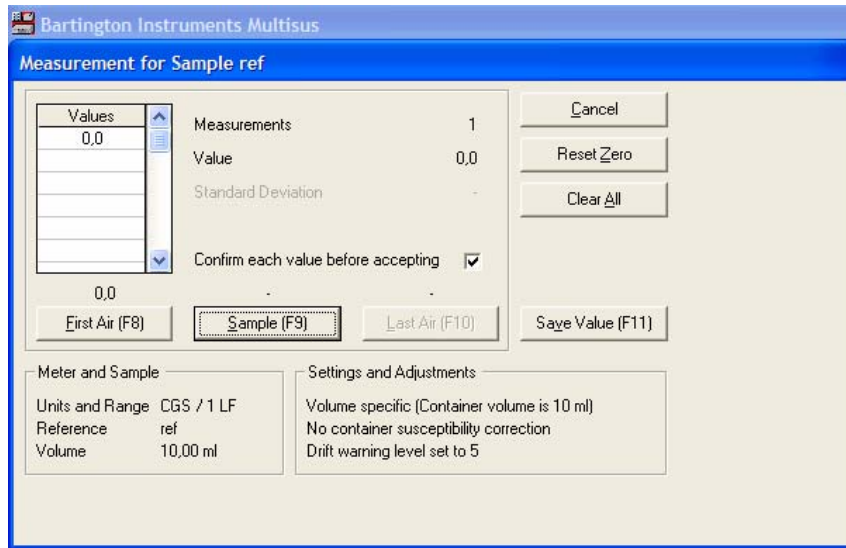 Bartington Instruments Multisus
Measurement for Sample ref
Values
0,0
Measurements 1
Value 0,0
Standard Deviation -
Confirm each value before accepting
0,0 - -
First Air (F8) Sample (F9) Last Air (F10)
Cancel
Reset Zero
Clear All
Save Value (F11)
Meter and Sample
Units and Range CGS / 1 LF
Reference ref
Volume 10,00 ml
Settings and Adjustments
Volume specific (Container volume is 10 ml)
No container susceptibility correction
Drift warning level set to 5